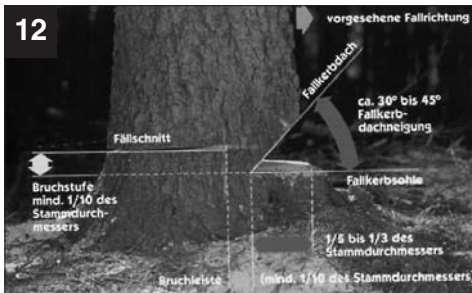 12
vorgesehene Fallrichtung
Fallkerbdach
ca. 30° bis 45°
Fallkerb-
dachneigung
Fällschnitt
Bruchstufe
mind. 1/10 des
Stammdurch-
messers
Fallkerbsohle
1/5 bis 1/3 des
Stammdurchmessers
Bruchleiste
(mind. 1/10 des Stammdurchmessers)